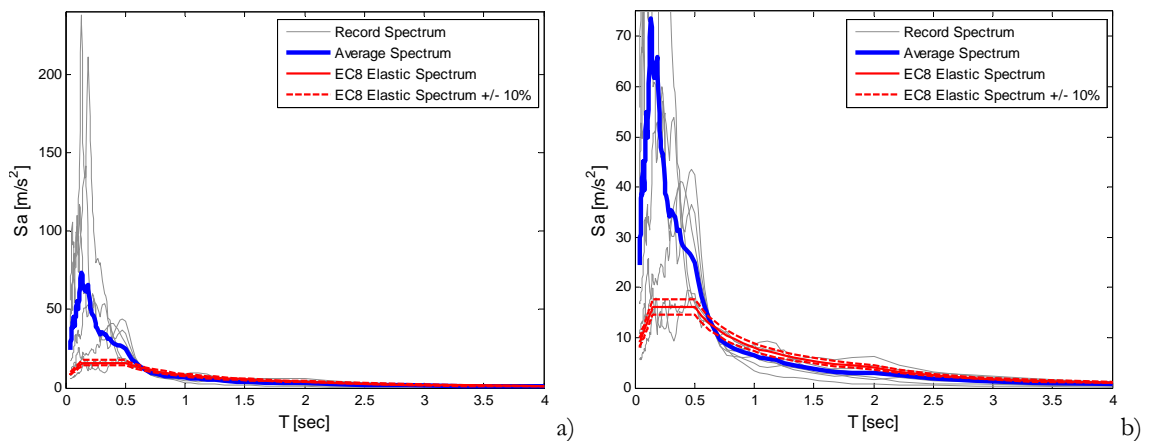 Record Spectrum
Average Spectrum
EC8 Elastic Spectrum
EC8 Elastic Spectrum +/- 10%
200
150
100
50
0
Sa [m/s²]
0 0.5 1 1.5 2 2.5 3 3.5 4
T [sec]
a)
Record Spectrum
Average Spectrum
EC8 Elastic Spectrum
EC8 Elastic Spectrum +/- 10%
70
60
50
40
30
20
10
0
Sa [m/s²]
0 0.5 1 1.5 2 2.5 3 3.5 4
T [sec]
b)